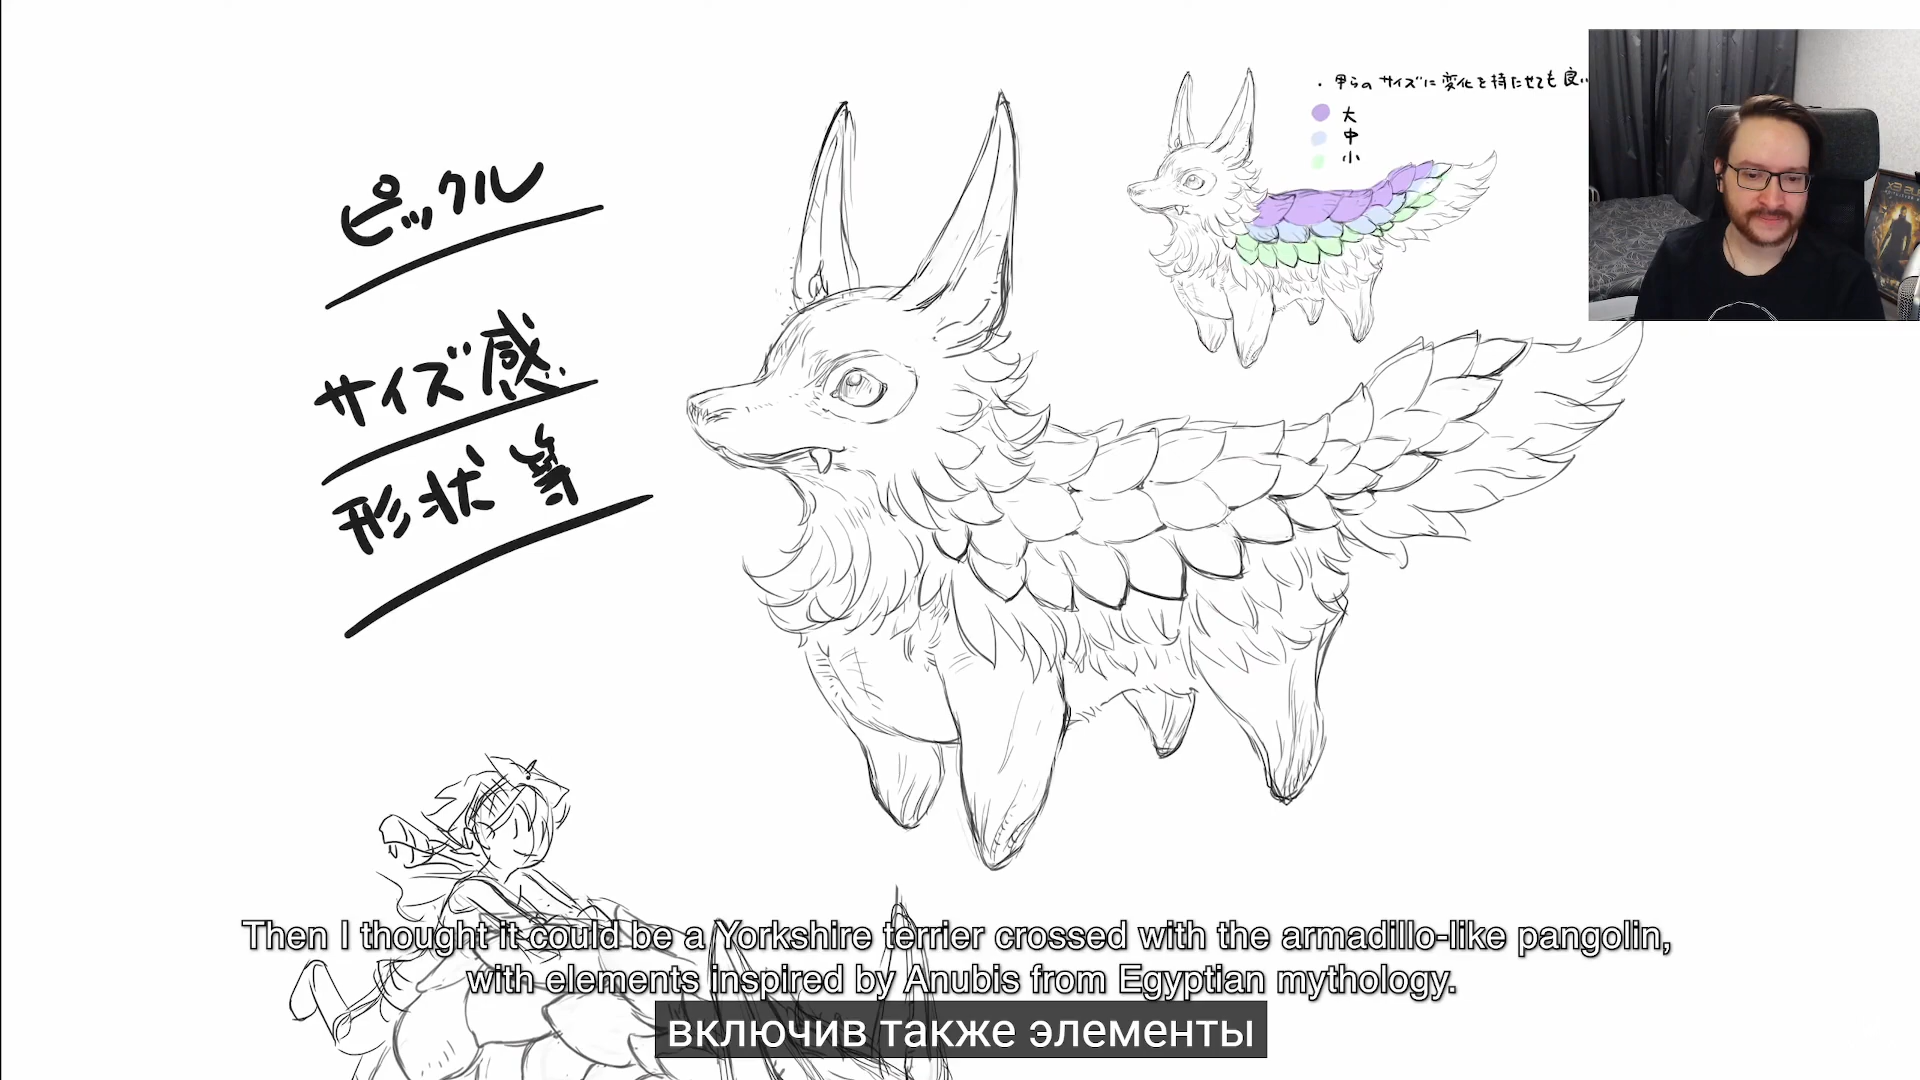 ピックル
サイズ感
形状等
・甲らのサイズに変化を持たせても良い
大
中
小
Then I thought it could be a Yorkshire terrier crossed with the armadillo-like pangolin,
with elements inspired by Anubis from Egyptian mythology.
включив также элементы